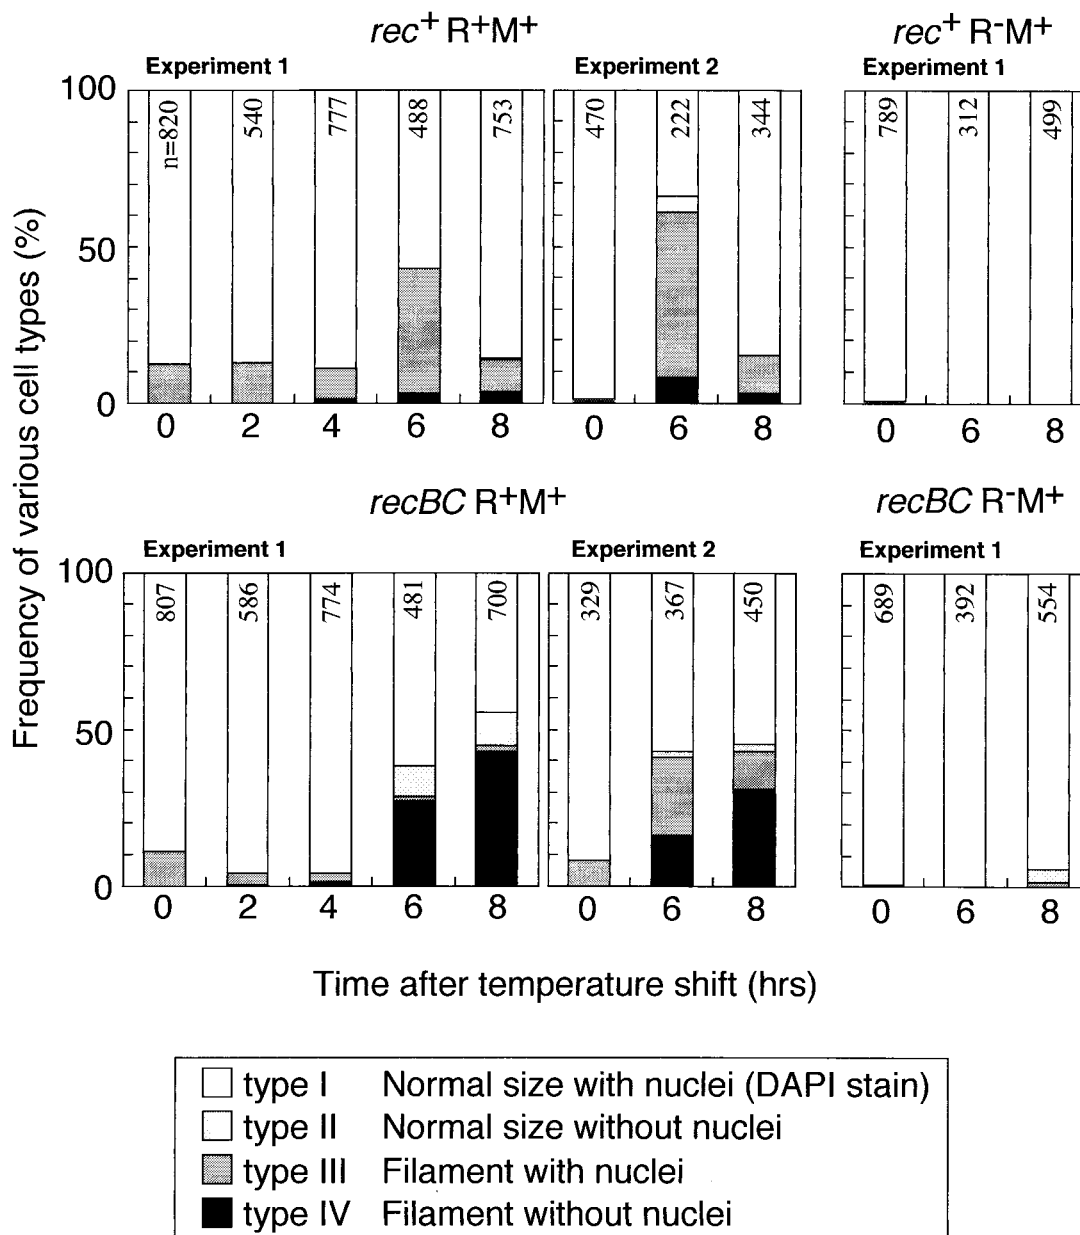 rec+ R+M+
rec+ R-M+
Experiment 1
Experiment 2
Experiment 1
100
50
0
n=820
540
777
488
753
470
222
344
789
312
499
0 2 4 6 8
0 6 8
0 6 8
Frequency of various cell types (%)
recBC R+M+
recBC R-M+
Experiment 1
Experiment 2
Experiment 1
100
50
0
807
586
774
481
700
329
367
450
689
392
554
0 2 4 6 8
0 6 8
0 6 8
Time after temperature shift (hrs)
type I Normal size with nuclei (DAPI stain)
type II Normal size without nuclei
type III Filament with nuclei
type IV Filament without nuclei